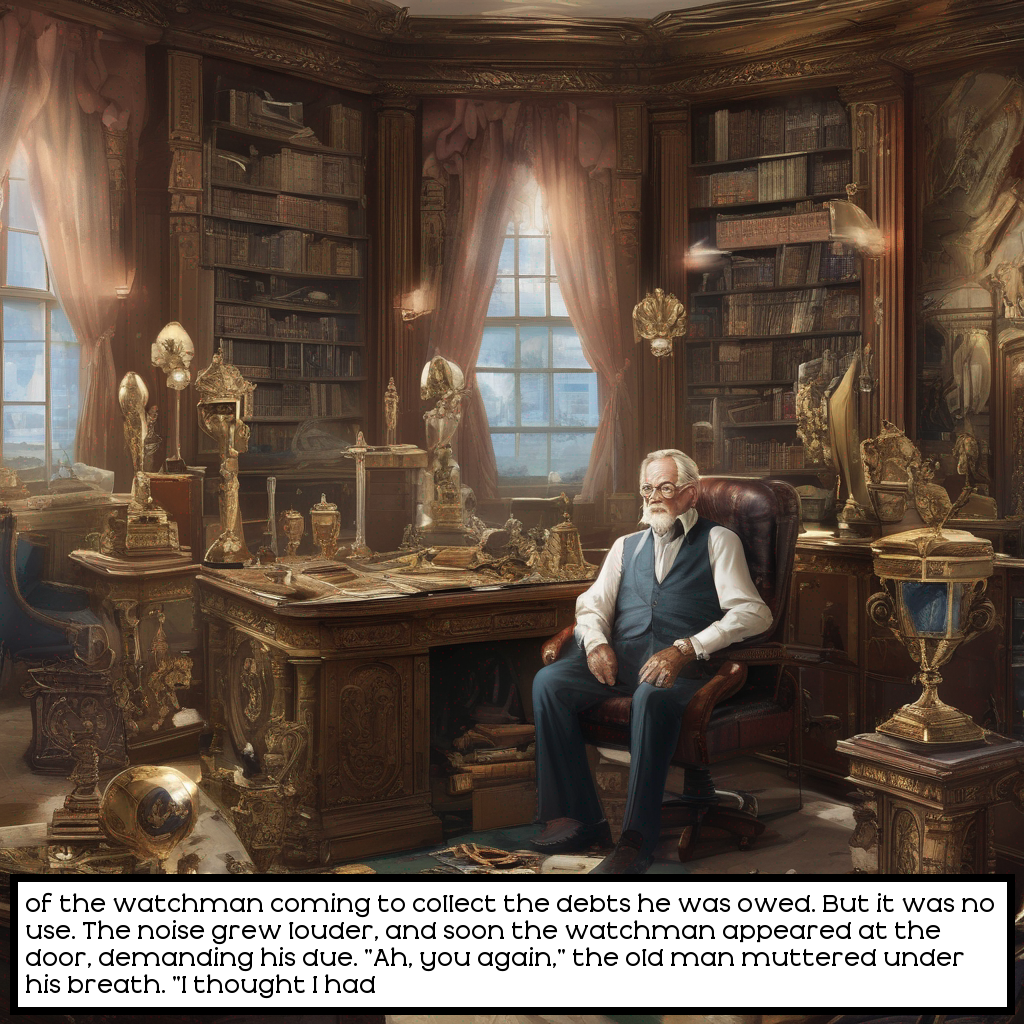 of the watchman coming to collect the debts he was owed. But it was no
use. The noise grew louder, and soon the watchman appeared at the
door, demanding his due. "Ah, you again," the old man muttered under
his breath. "I thought I had